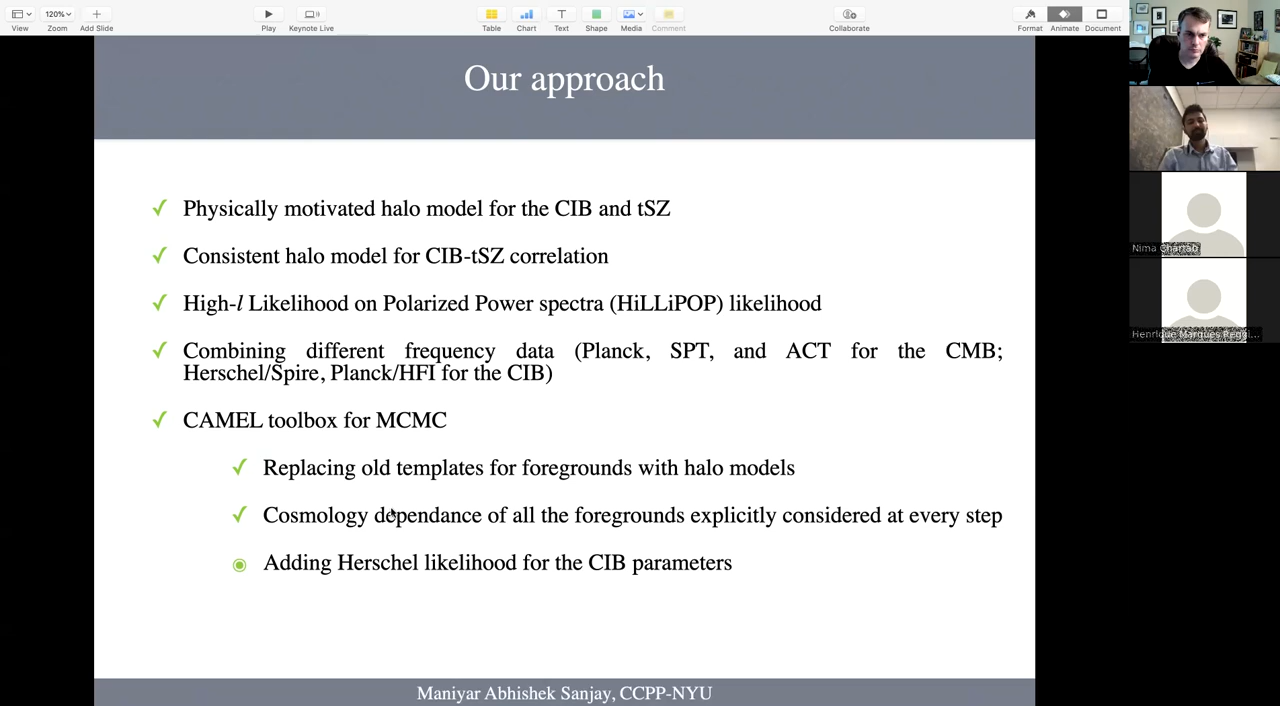 View
120%
Zoom
Add Slide
Play
Keynote Live
Table
Chart
Text
Shape
Media
Comment
Collaborate
Format
Animate
Document
Our approach
Physically motivated halo model for the CIB and tSZ
Consistent halo model for CIB-tSZ correlation
High-l Likelihood on Polarized Power spectra (HiLLiPOP) likelihood
Combining different frequency data (Planck, SPT, and ACT for the CMB;
Herschel/Spire, Planck/HFI for the CIB)
CAMEL toolbox for MCMC
Replacing old templates for foregrounds with halo models
Cosmology dependance of all the foregrounds explicitly considered at every step
Adding Herschel likelihood for the CIB parameters
Maniyar Abhishek Sanjay, CCPP-NYU
Nima Chartab
Henrique Marques